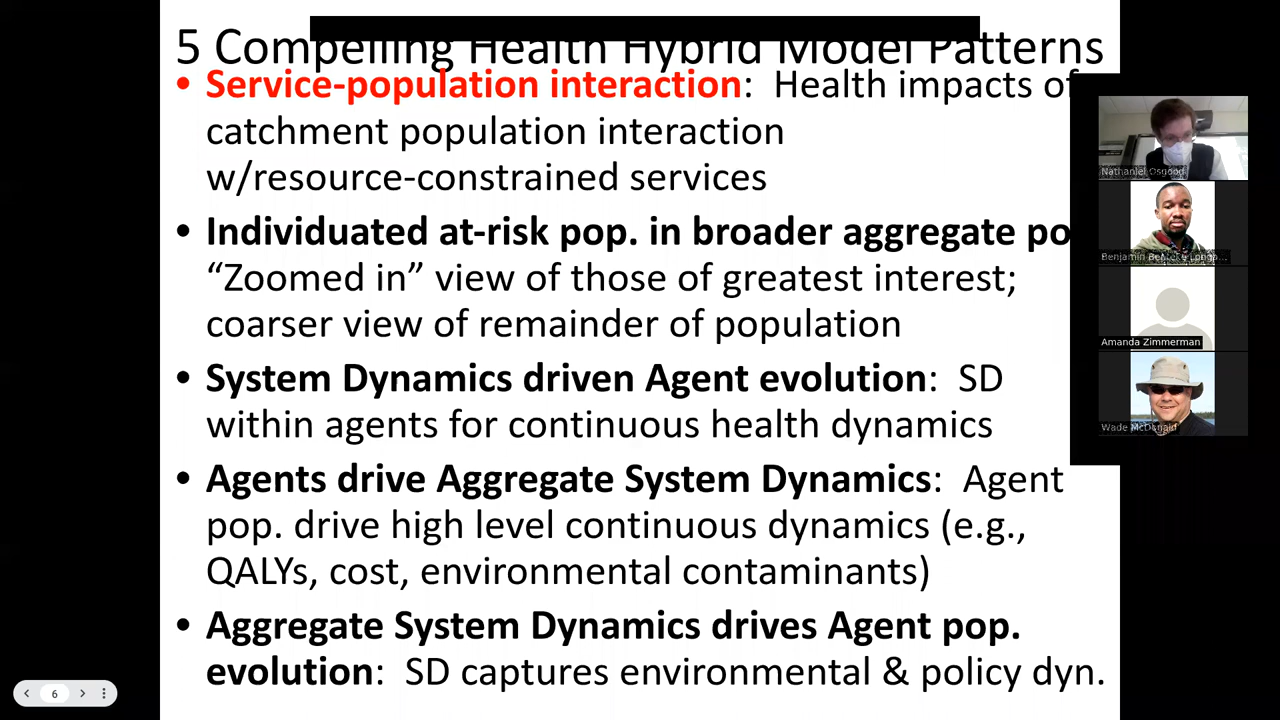 5 Compelling Health Hybrid Model Patterns
• Service-population interaction: Health impacts of
catchment population interaction
w/resource-constrained services
• Individuated at-risk pop. in broader aggregate po
“Zoomed in” view of those of greatest interest;
coarser view of remainder of population
• System Dynamics driven Agent evolution: SD
within agents for continuous health dynamics
• Agents drive Aggregate System Dynamics: Agent
pop. drive high level continuous dynamics (e.g.,
QALYs, cost, environmental contaminants)
• Aggregate System Dynamics drives Agent pop.
evolution: SD captures environmental & policy dyn.
Nathaniel Osgood
Benjamin
Amanda Zimmerman
Wade McDonald
6